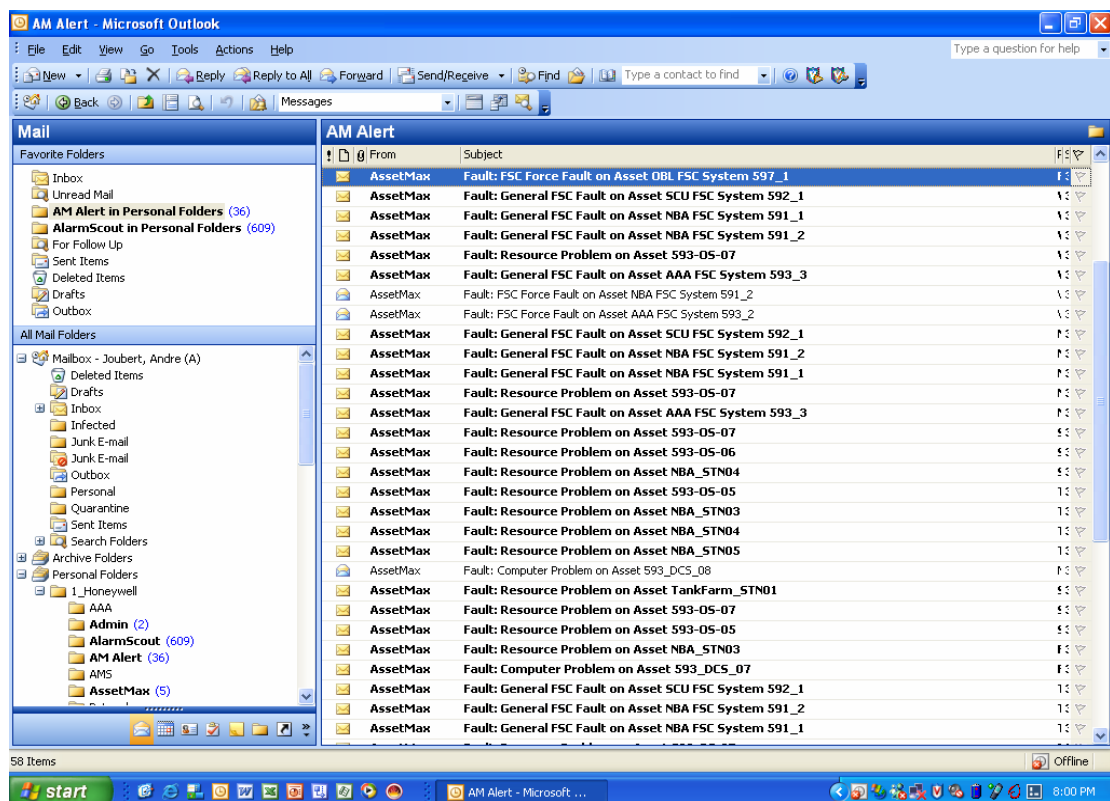 AM Alert - Microsoft Outlook
File Edit View Go Tools Actions Help
Type a question for help
New Reply Reply to All Forward Send/Receive Find Type a contact to find
Back Messages
Mail
AM Alert
Favorite Folders
From Subject
Inbox
Unread Mail
AM Alert in Personal Folders (36)
AlarmScout in Personal Folders (609)
For Follow Up
Sent Items
Deleted Items
Drafts
Outbox
All Mail Folders
Mailbox - Joubert, Andre (A)
Deleted Items
Drafts
Inbox
Infected
Junk E-mail
Junk E-mail
Outbox
Personal
Quarantine
Sent Items
Search Folders
Archive Folders
Personal Folders
1_Honeywell
AAA
Admin (2)
AlarmScout (609)
AM Alert (36)
AMS
AssetMax (5)
AssetMax Fault: FSC Force Fault on Asset OBL FSC System 597_1
AssetMax Fault: General FSC Fault on Asset SCU FSC System 592_1
AssetMax Fault: General FSC Fault on Asset NBA FSC System 591_1
AssetMax Fault: General FSC Fault on Asset NBA FSC System 591_2
AssetMax Fault: Resource Problem on Asset 593-OS-07
AssetMax Fault: General FSC Fault on Asset AAA FSC System 593_3
AssetMax Fault: FSC Force Fault on Asset NBA FSC System 591_2
AssetMax Fault: FSC Force Fault on Asset AAA FSC System 593_2
AssetMax Fault: General FSC Fault on Asset SCU FSC System 592_1
AssetMax Fault: General FSC Fault on Asset NBA FSC System 591_2
AssetMax Fault: General FSC Fault on Asset NBA FSC System 591_1
AssetMax Fault: Resource Problem on Asset 593-OS-07
AssetMax Fault: General FSC Fault on Asset AAA FSC System 593_3
AssetMax Fault: Resource Problem on Asset 593-OS-07
AssetMax Fault: Resource Problem on Asset 593-OS-06
AssetMax Fault: Resource Problem on Asset NBA_STN04
AssetMax Fault: Resource Problem on Asset 593-OS-05
AssetMax Fault: Resource Problem on Asset NBA_STN03
AssetMax Fault: Resource Problem on Asset NBA_STN04
AssetMax Fault: Resource Problem on Asset NBA_STN05
AssetMax Fault: Computer Problem on Asset 593_DCS_08
AssetMax Fault: Resource Problem on Asset TankFarm_STN01
AssetMax Fault: Resource Problem on Asset 593-OS-07
AssetMax Fault: Resource Problem on Asset 593-OS-05
AssetMax Fault: Resource Problem on Asset NBA_STN03
AssetMax Fault: Computer Problem on Asset 593_DCS_07
AssetMax Fault: General FSC Fault on Asset SCU FSC System 592_1
AssetMax Fault: General FSC Fault on Asset NBA FSC System 591_2
AssetMax Fault: General FSC Fault on Asset NBA FSC System 591_1
58 Items
Offline
start
AM Alert - Microsoft ...
8:00 PM